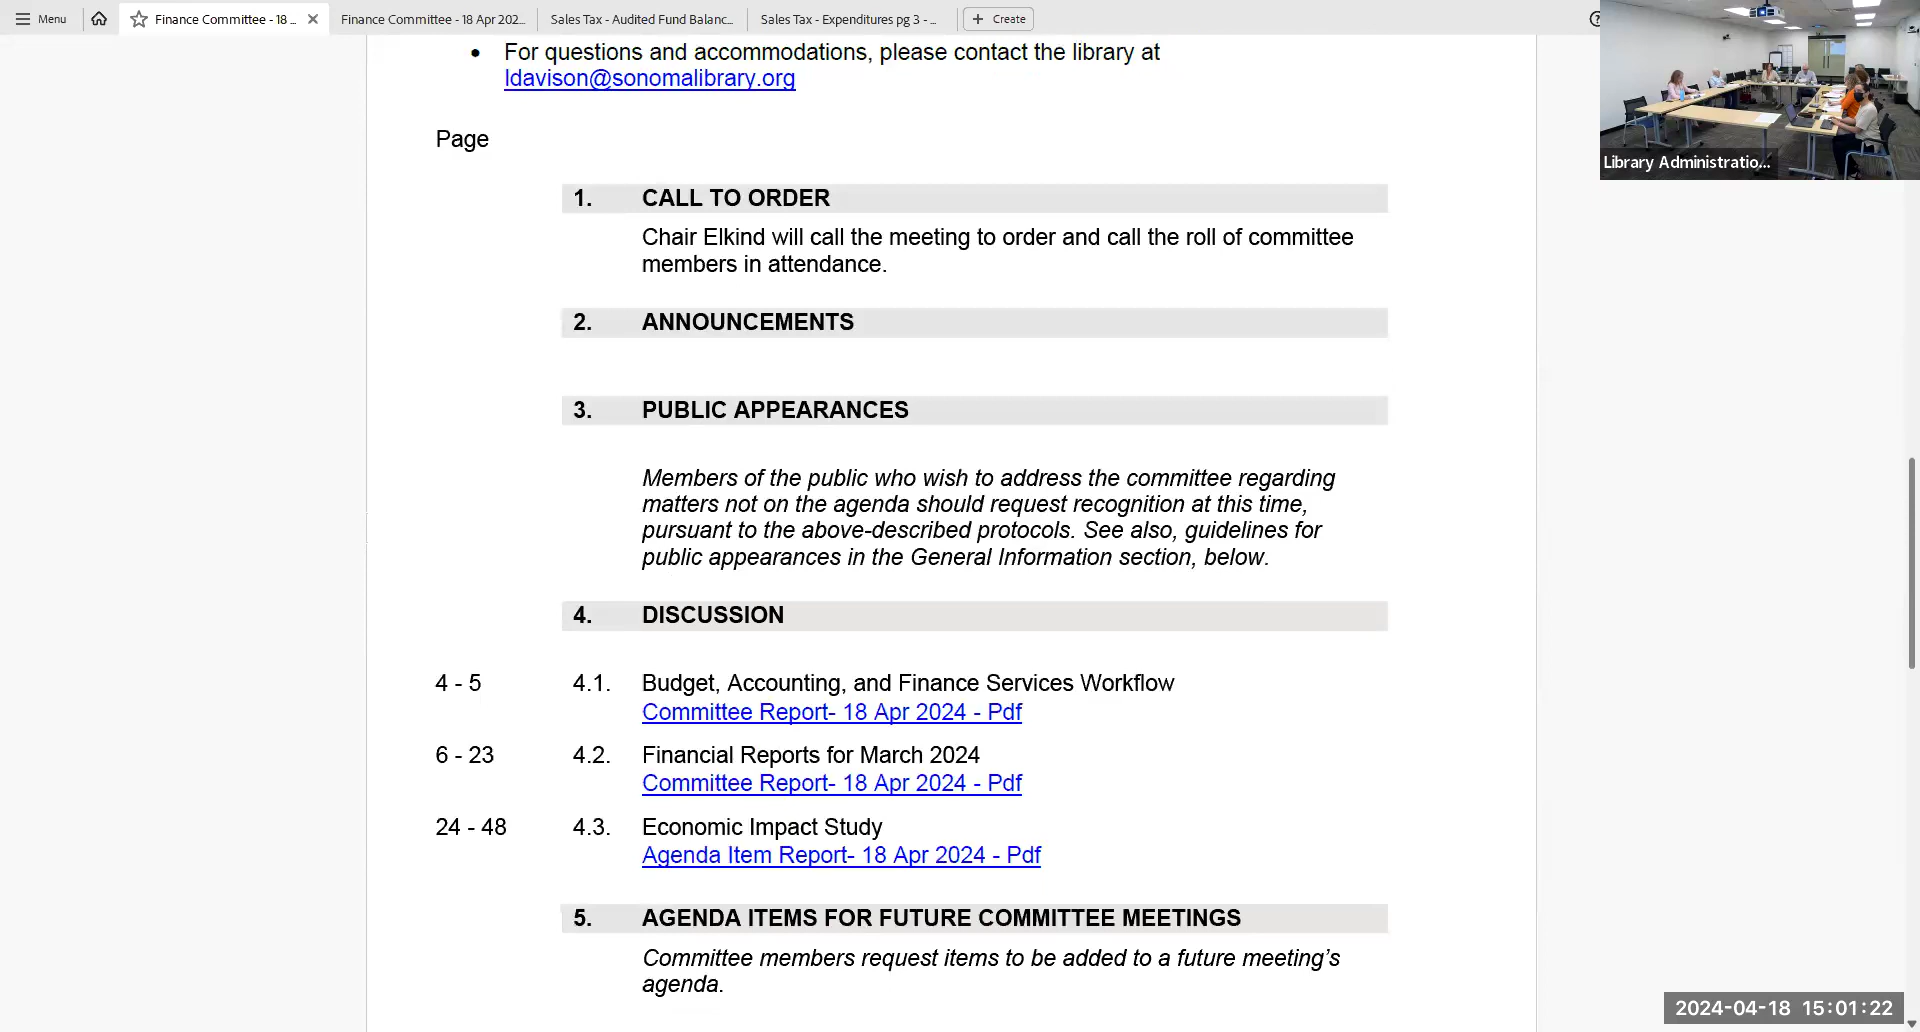 Menu
Finance Committee - 18 ...
Finance Committee - 18 Apr 202...
Sales Tax - Audited Fund Balanc...
Sales Tax - Expenditures pg 3 - ...
+ Create
• For questions and accommodations, please contact the library at
ldavison@sonomalibrary.org
Library Administratio...
Page
1. CALL TO ORDER
Chair Elkind will call the meeting to order and call the roll of committee
members in attendance.
2. ANNOUNCEMENTS
3. PUBLIC APPEARANCES
Members of the public who wish to address the committee regarding
matters not on the agenda should request recognition at this time,
pursuant to the above-described protocols. See also, guidelines for
public appearances in the General Information section, below.
4. DISCUSSION
4 - 5 4.1. Budget, Accounting, and Finance Services Workflow
Committee Report- 18 Apr 2024 - Pdf
6 - 23 4.2. Financial Reports for March 2024
Committee Report- 18 Apr 2024 - Pdf
24 - 48 4.3. Economic Impact Study
Agenda Item Report- 18 Apr 2024 - Pdf
5. AGENDA ITEMS FOR FUTURE COMMITTEE MEETINGS
Committee members request items to be added to a future meeting's
agenda.
2024-04-18 15:01:22